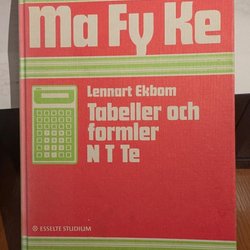 Ma Fy Ke
Lennart Ekbom
Tabeller och
formler
N T Te
ESSELTE STUDIUM